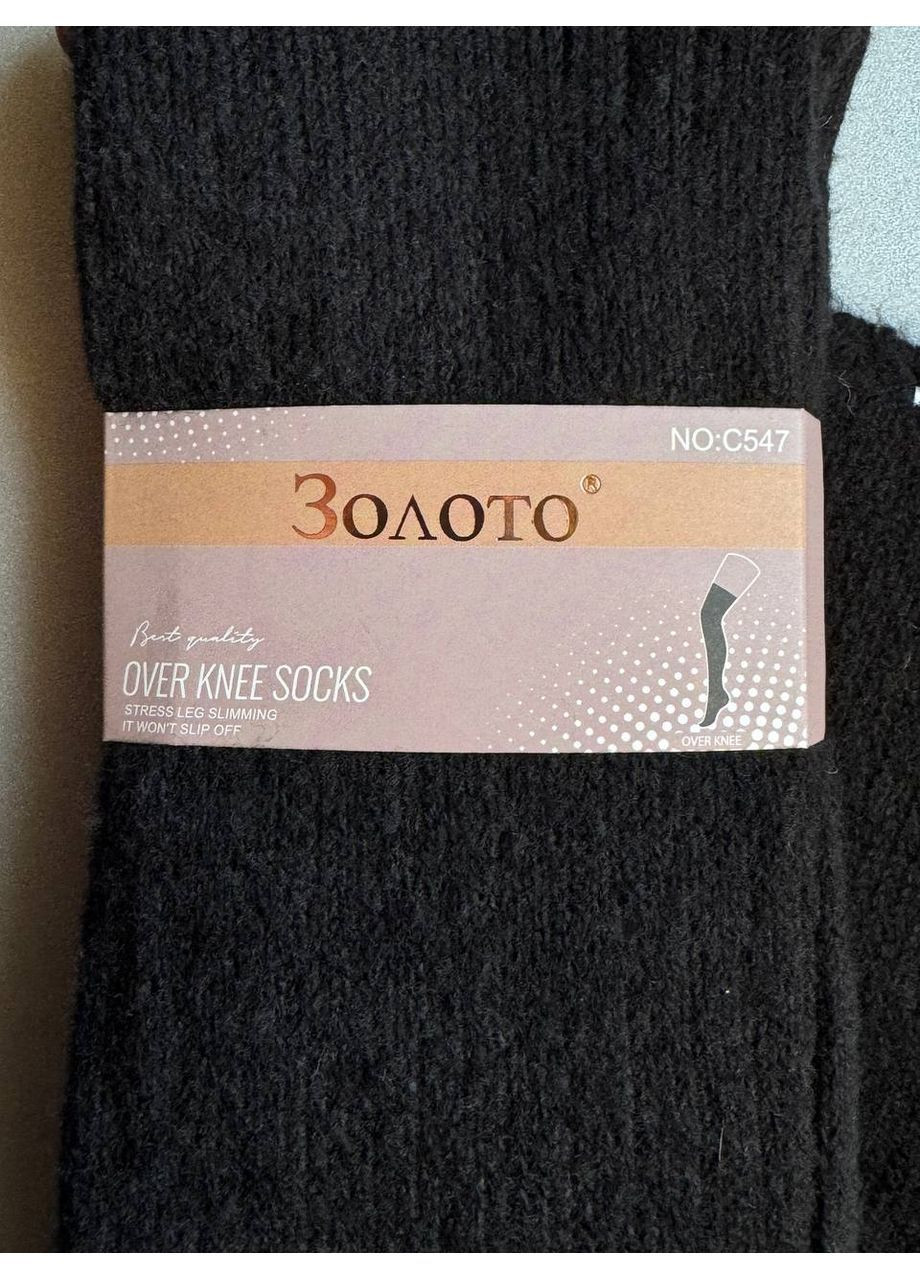 NO:C547
Золото®
Best quality
OVER KNEE SOCKS
STRESS LEG SLIMMING
IT WON'T SLIP OFF
OVER KNEE